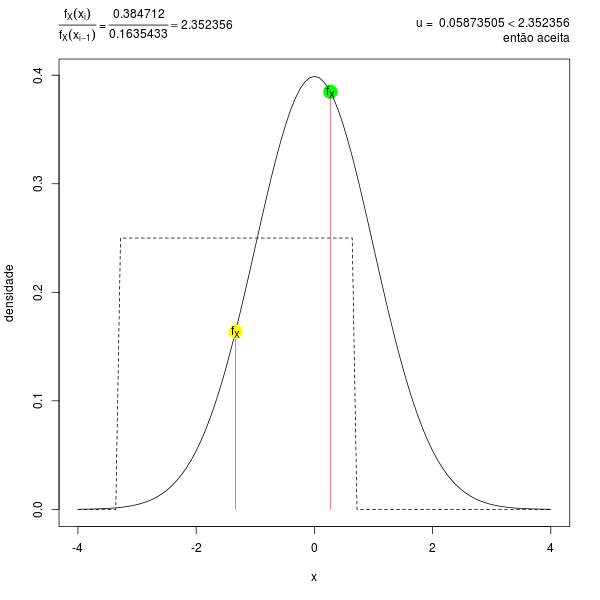 fX(xi)
fX(xi−1)
=
0.384712
0.1635433
= 2.352356
u = 0.05873505 < 2.352356
então aceita
densidade
0.4
0.3
0.2
0.1
0.0
fX
fX
-4 -2 0 2 4
x